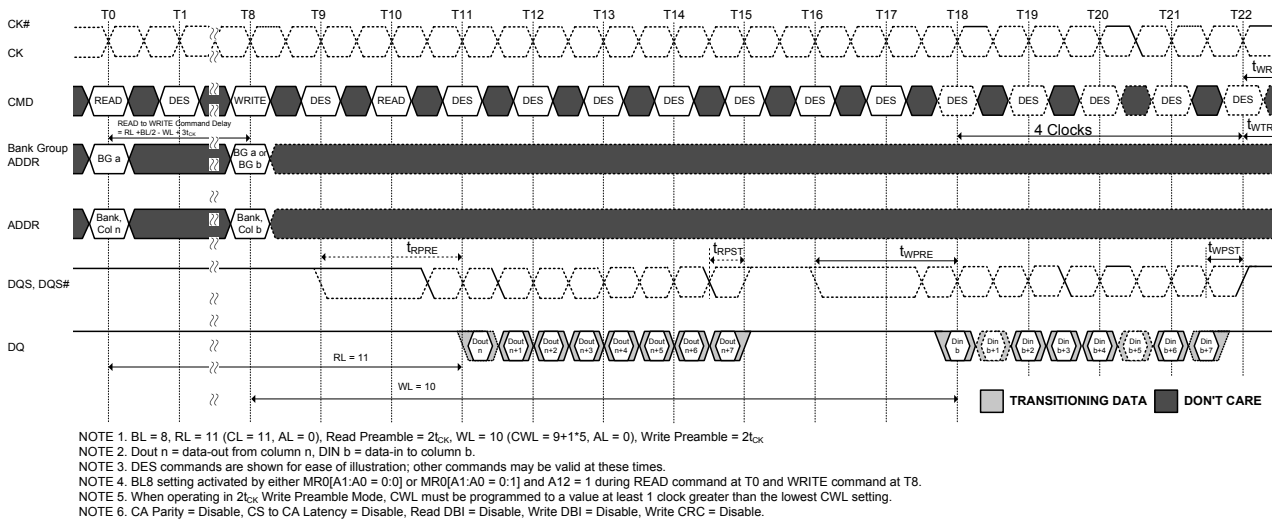 T0 T1 T8 T9 T10 T11 T12 T13 T14 T15 T16 T17 T18 T19 T20 T21 T22
CK#
CK
tWR
CMD
READ DES WRITE DES READ DES DES DES DES DES DES DES DES DES DES DES DES
READ to WRITE Command Delay
= RL +BL/2 - WL + 3tCK
4 Clocks
tWTR
Bank Group
ADDR
BG a
BG a or
BG b
ADDR
Bank,
Col n
Bank,
Col b
tRPRE
tRPST
tWPRE
tWPST
DQS, DQS#
DQ
Dout
n
Dout
n+1
Dout
n+2
Dout
n+3
Dout
n+4
Dout
n+5
Dout
n+6
Dout
n+7
Din
b
Din
b+1
Din
b+2
Din
b+3
Din
b+4
Din
b+5
Din
b+6
Din
b+7
RL = 11
WL = 10
TRANSITIONING DATA
DON'T CARE
NOTE 1. BL = 8, RL = 11 (CL = 11, AL = 0), Read Preamble = 2tCK, WL = 10 (CWL = 9+1*5, AL = 0), Write Preamble = 2tCK
NOTE 2. Dout n = data-out from column n, DIN b = data-in to column b.
NOTE 3. DES commands are shown for ease of illustration; other commands may be valid at these times.
NOTE 4. BL8 setting activated by either MR0[A1:A0 = 0:0] or MR0[A1:A0 = 0:1] and A12 = 1 during READ command at T0 and WRITE command at T8.
NOTE 5. When operating in 2tCK Write Preamble Mode, CWL must be programmed to a value at least 1 clock greater than the lowest CWL setting.
NOTE 6. CA Parity = Disable, CS to CA Latency = Disable, Read DBI = Disable, Write DBI = Disable, Write CRC = Disable.